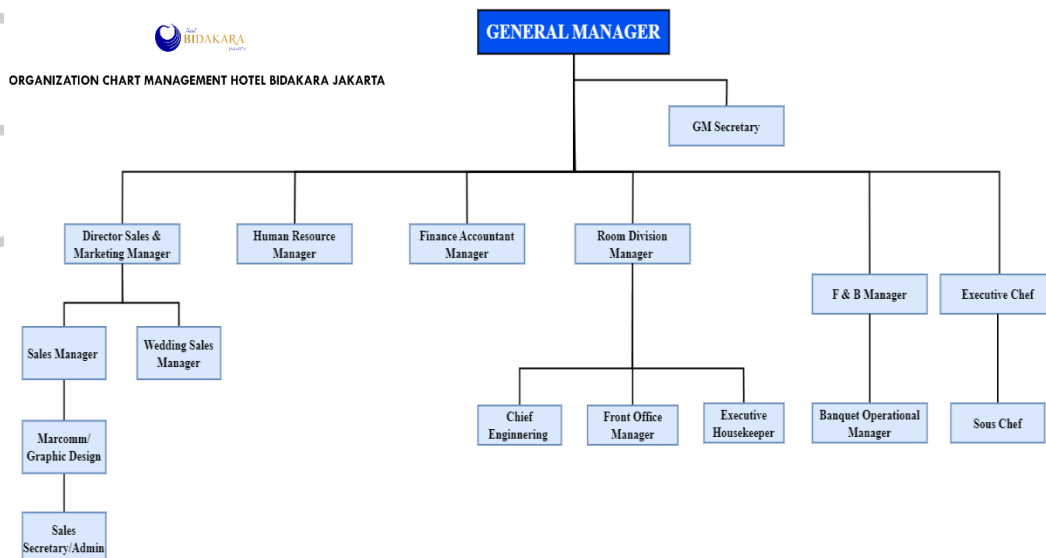 Hotel
BIDAKARA
JAKARTA
ORGANIZATION CHART MANAGEMENT HOTEL BIDAKARA JAKARTA
GENERAL MANAGER
GM Secretary
Director Sales &
Marketing Manager
Human Resource
Manager
Finance Accountant
Manager
Room Division
Manager
F & B Manager
Executive Chef
Sales Manager
Wedding Sales
Manager
Chief
Enginnering
Front Office
Manager
Executive
Housekeeper
Banquet Operational
Manager
Sous Chef
Marcomm/
Graphic Design
Sales
Secretary/Admin